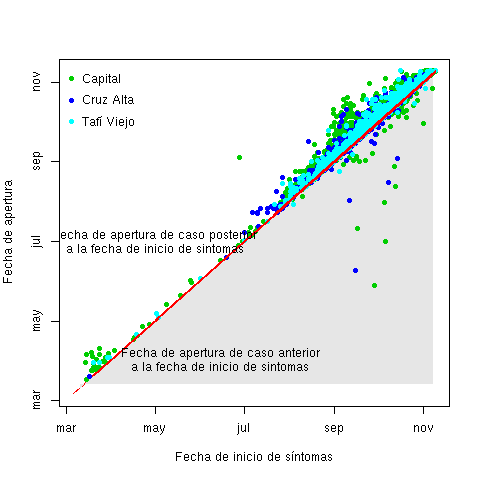 Capital
Cruz Alta
Tafí Viejo
echa de apertura de caso posterior
a la fecha de inicio de sintomas
Fecha de apertura de caso anterior
a la fecha de inicio de sintomas
Fecha de apertura
mar
may
jul
sep
nov
mar
may
jul
sep
nov
Fecha de inicio de síntomas